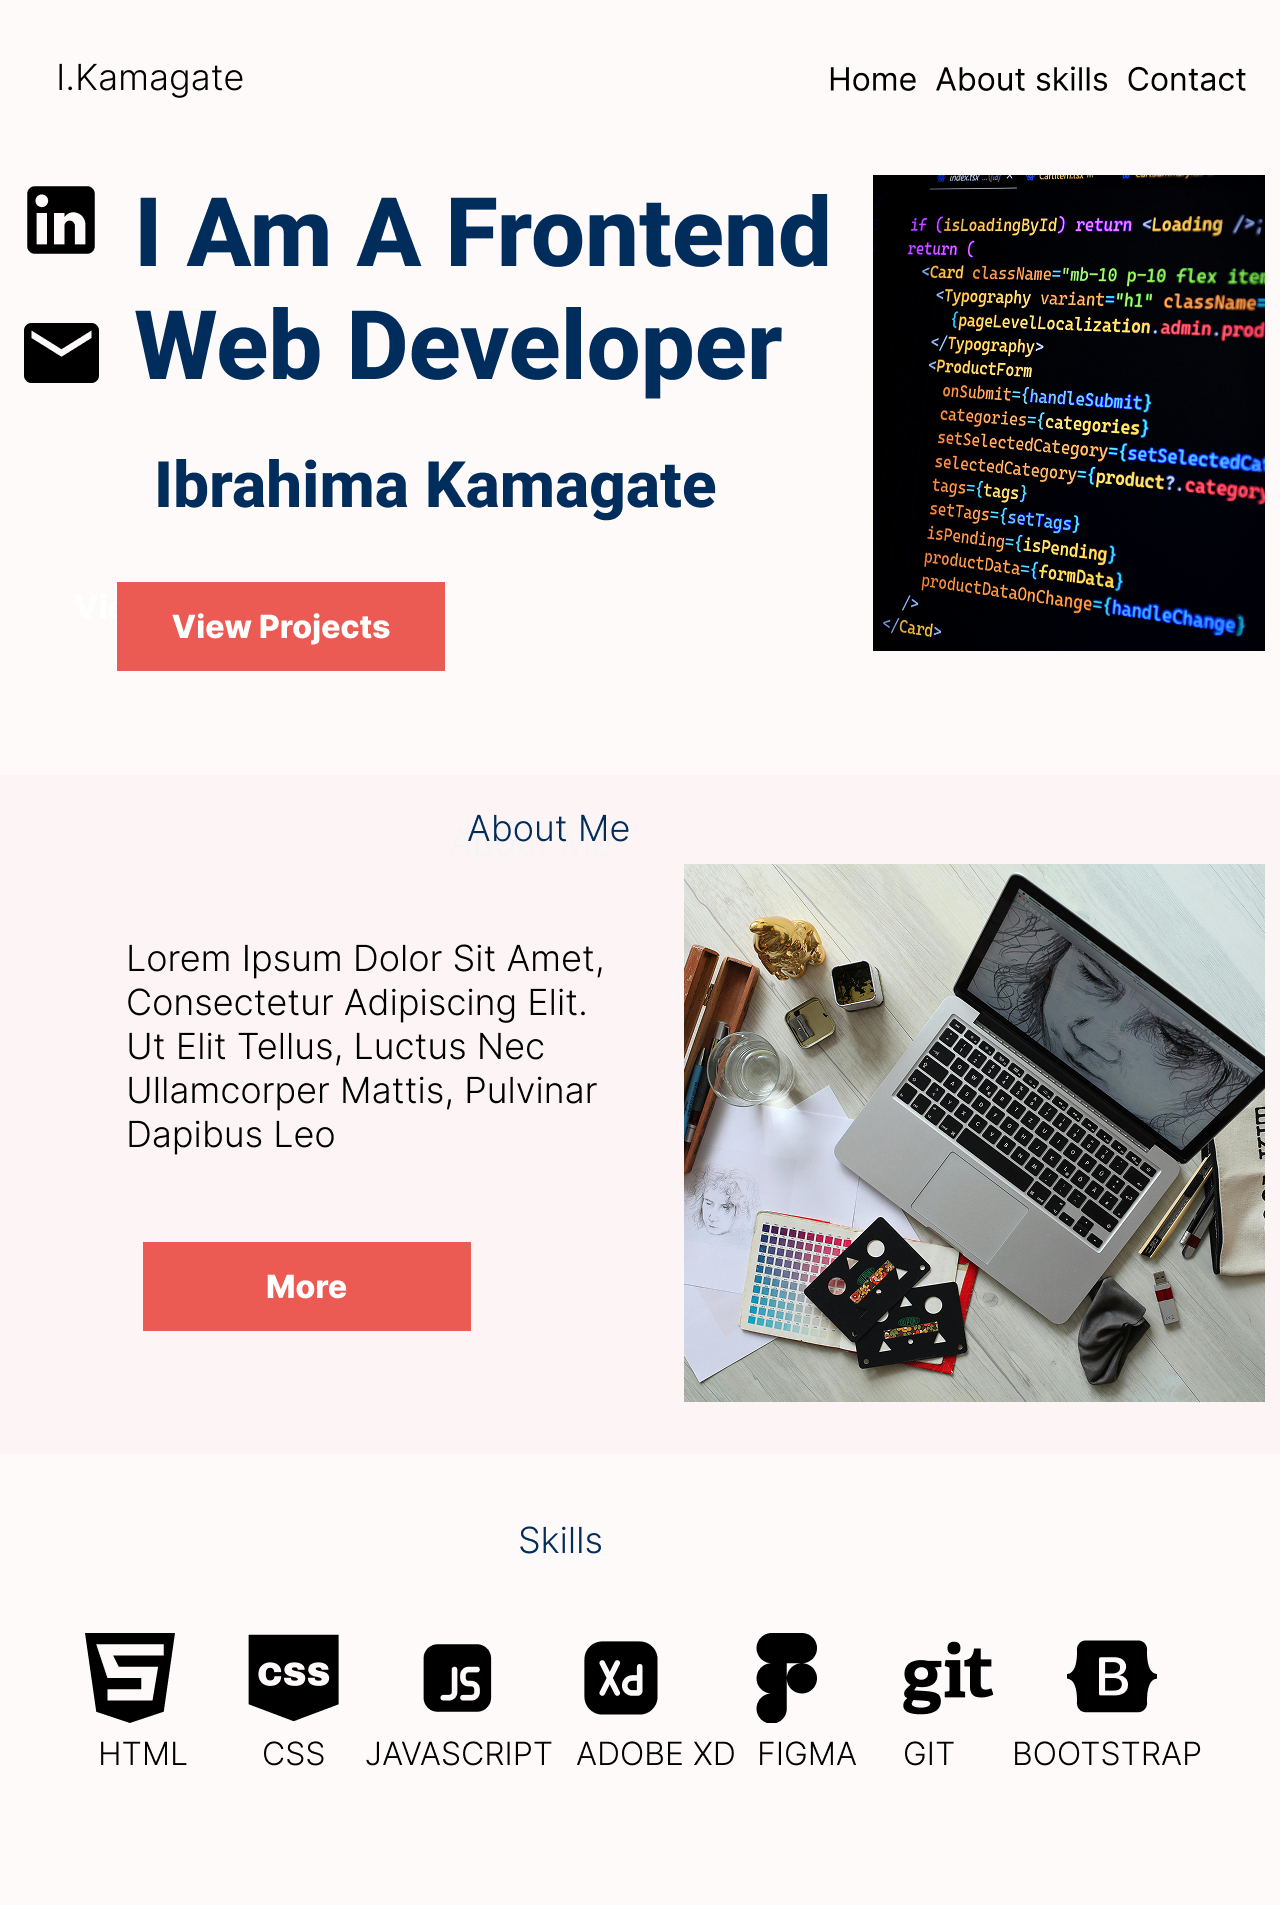 I.Kamagate
Home About skills Contact
in
I Am A Frontend
Web Developer
Ibrahima Kamagate
View Projects
if (isLoadingById) return <Loading />;
return (
<Card className="mb-10 p-10 flex
<Typography variant="h1" className=
{pageLevelLocalization.admin.prod
</Typography>
<ProductForm
onSubmit={handleSubmit}
categories={categories}
setSelectedCategory={setSelectedCat
selectedCategory={product?.category
tags={tags}
setTags={setTags}
isPending={isPending}
productData={formData}
productDataOnChange={handleChange}
/>
</Card>
About Me
Lorem Ipsum Dolor Sit Amet,
Consectetur Adipiscing Elit.
Ut Elit Tellus, Luctus Nec
Ullamcorper Mattis, Pulvinar
Dapibus Leo
More
Skills
5 css JS Xd git B
HTML CSS JAVASCRIPT ADOBE XD FIGMA GIT BOOTSTRAP